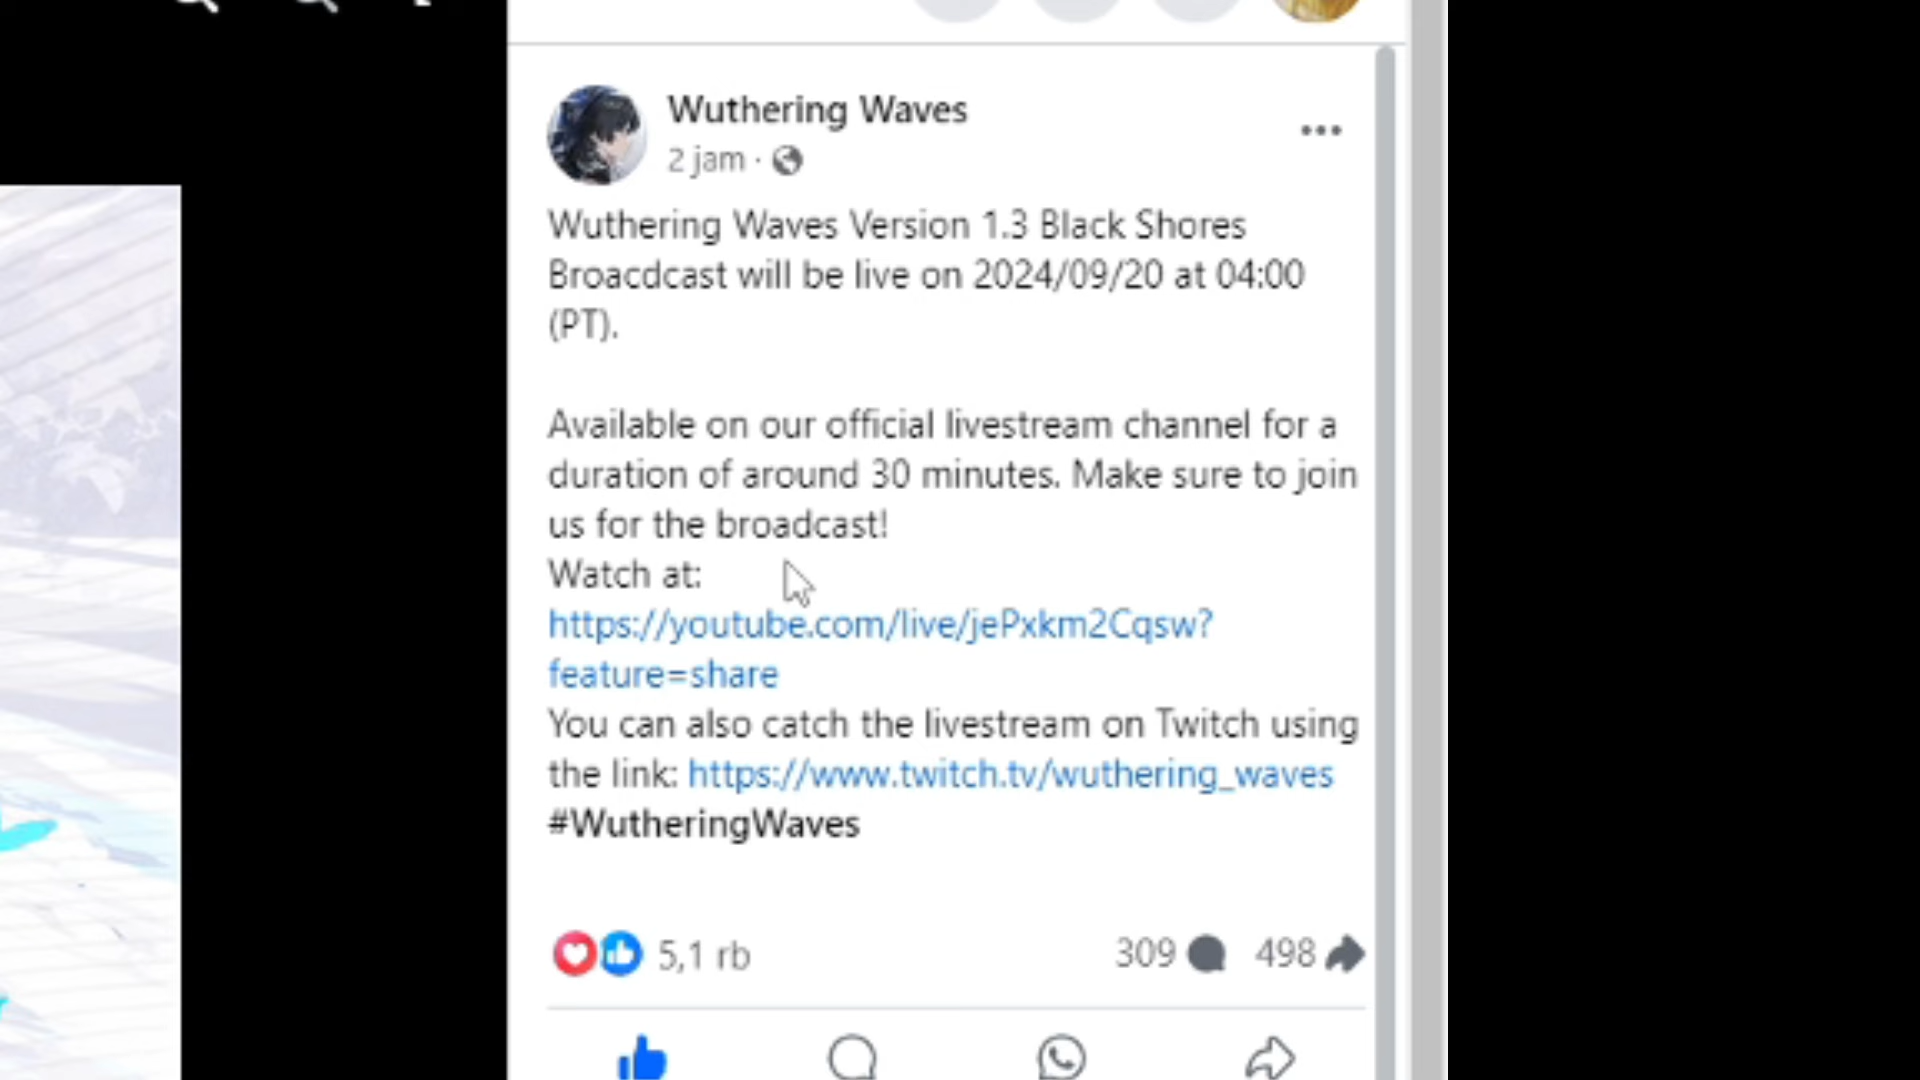 Wuthering Waves
2 jam ·
Wuthering Waves Version 1.3 Black Shores
Broacdcast will be live on 2024/09/20 at 04:00
(PT).
Available on our official livestream channel for a
duration of around 30 minutes. Make sure to join
us for the broadcast!
Watch at:
https://youtube.com/live/jePxkm2Cqsw?
feature=share
You can also catch the livestream on Twitch using
the link: https://www.twitch.tv/wuthering_waves
#WutheringWaves
5,1 rb
309
498